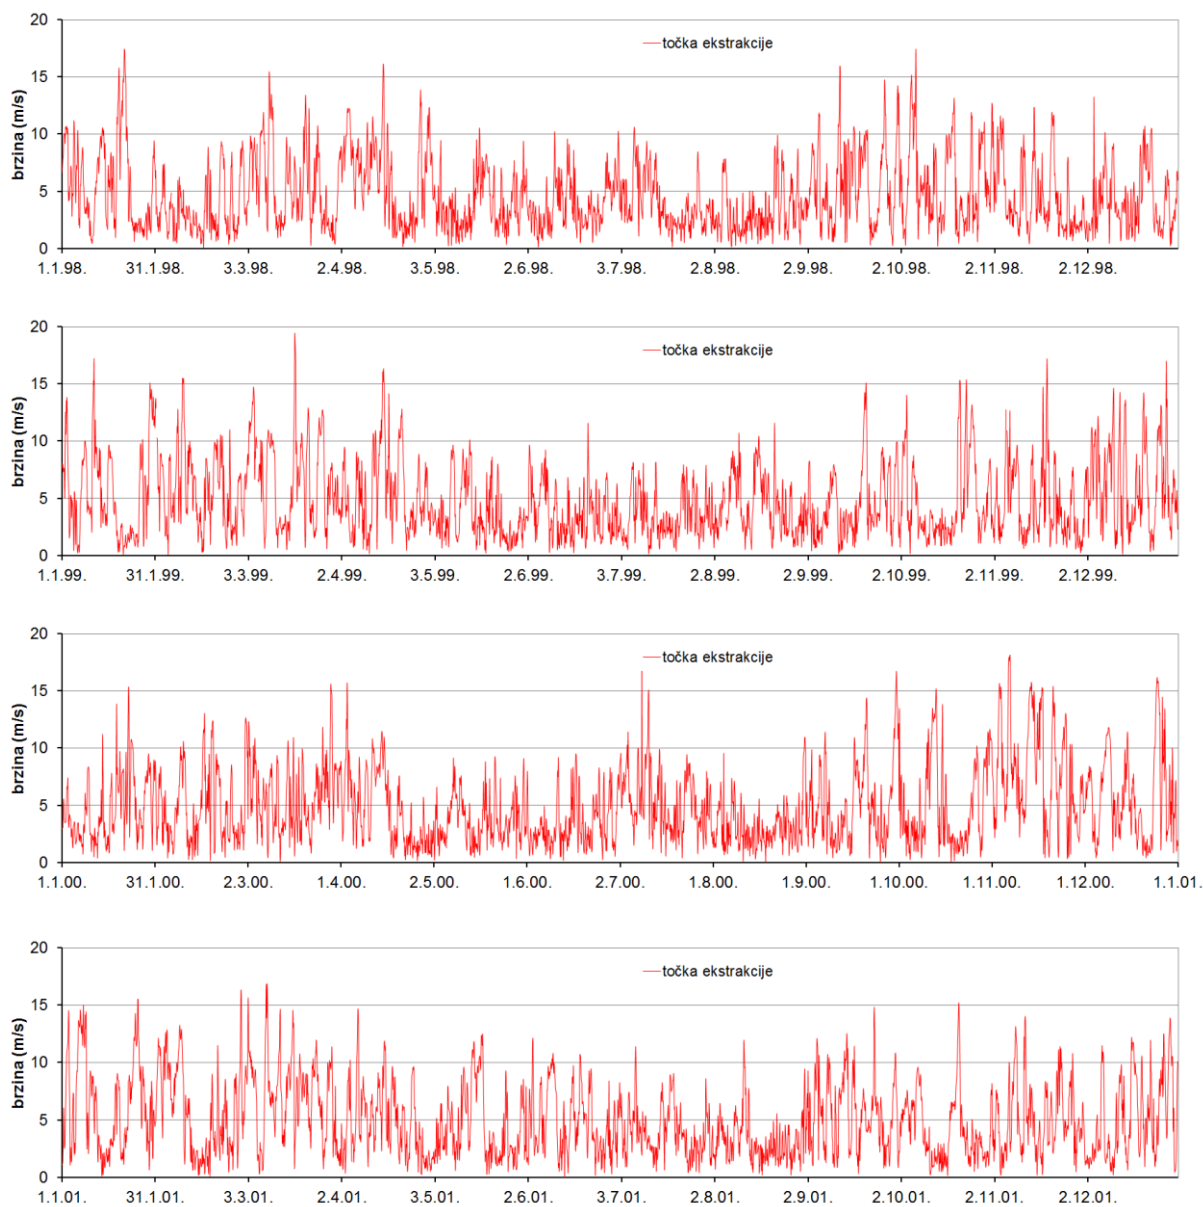 20
točka ekstrakcije
15
brzina (m/s)
10
5
0
1.1.98. 31.1.98. 3.3.98. 2.4.98. 3.5.98. 2.6.98. 3.7.98. 2.8.98. 2.9.98. 2.10.98. 2.11.98. 2.12.98.
20
točka ekstrakcije
15
brzina (m/s)
10
5
0
1.1.99. 31.1.99. 3.3.99. 2.4.99. 3.5.99. 2.6.99. 3.7.99. 2.8.99. 2.9.99. 2.10.99. 2.11.99. 2.12.99.
20
točka ekstrakcije
15
brzina (m/s)
10
5
0
1.1.00. 31.1.00. 2.3.00. 1.4.00. 2.5.00. 1.6.00. 2.7.00. 1.8.00. 1.9.00. 1.10.00. 1.11.00. 1.12.00. 1.1.01.
20
točka ekstrakcije
15
brzina (m/s)
10
5
0
1.1.01. 31.1.01. 3.3.01. 2.4.01. 3.5.01. 2.6.01. 3.7.01. 2.8.01. 2.9.01. 2.10.01. 2.11.01. 2.12.01.